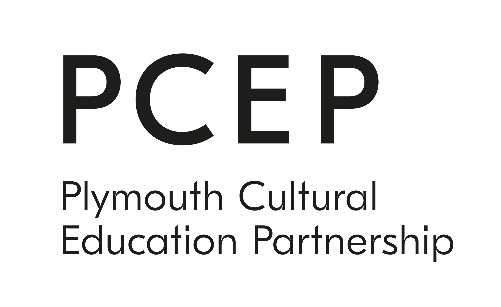 PCEP
Plymouth Cultural
Education Partnership